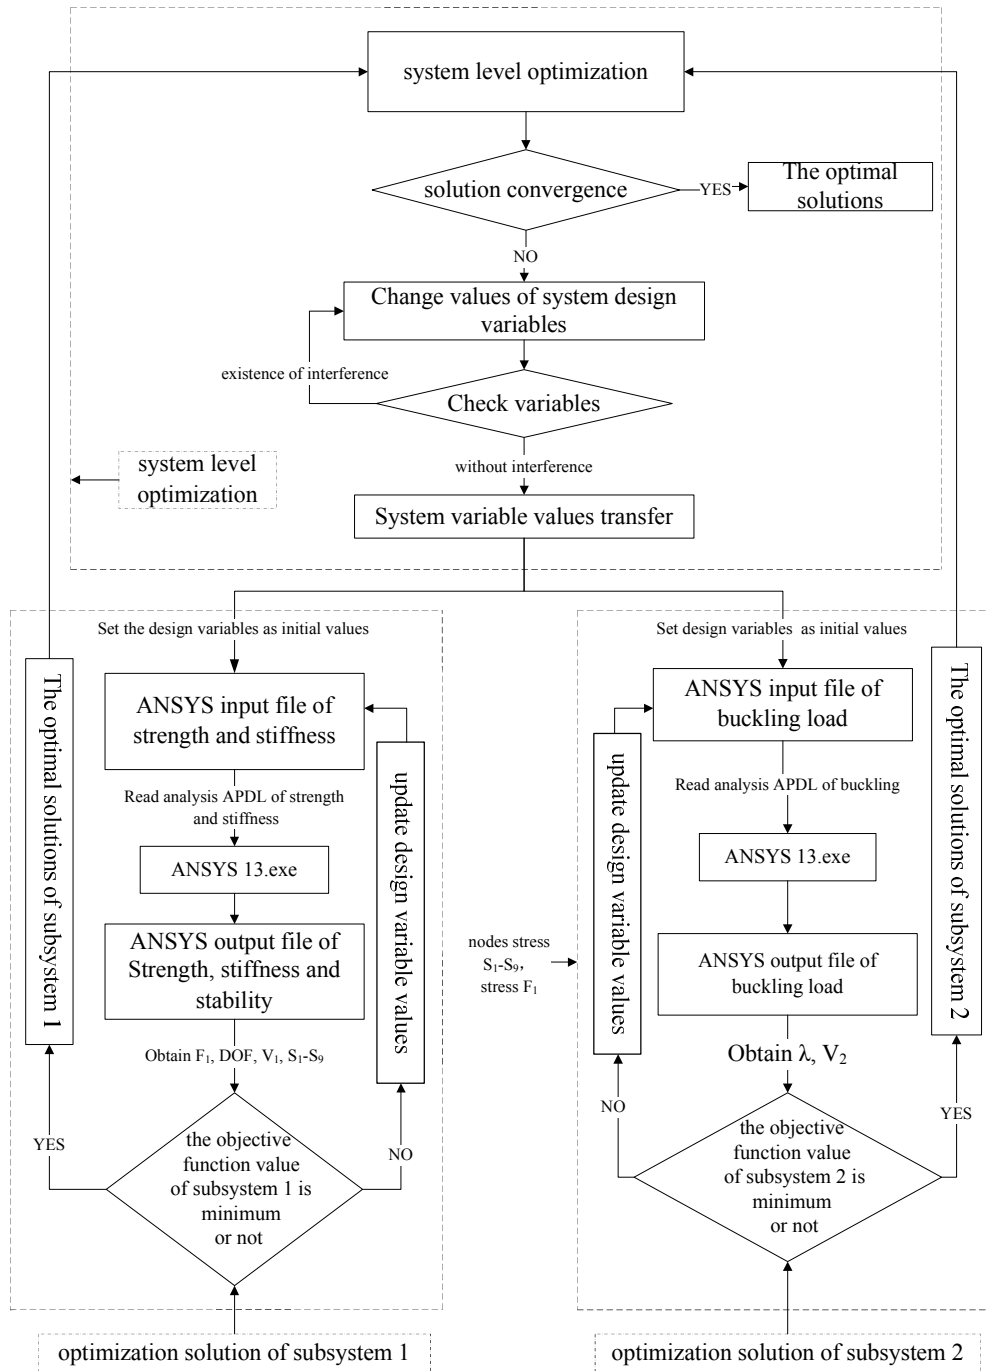 system level optimization
solution convergence
YES
The optimal
solutions
NO
Change values of system design
variables
existence of interference
Check variables
system level
optimization
without interference
System variable values transfer
Set the design variables as initial values
The optimal solutions of subsystem 1
ANSYS input file of
strength and stiffness
update design variable values
Read analysis APDL of strength
and stiffness
ANSYS 13.exe
ANSYS output file of
Strength, stiffness and
stability
Obtain F₁, DOF, V₁, S₁-S₉
YES
NO
the objective
function value
of subsystem 1 is
minimum
or not
optimization solution of subsystem 1
Set design variables as initial values
ANSYS input file of
buckling load
update design variable values
The optimal solutions of subsystem 2
Read analysis APDL of buckling
ANSYS 13.exe
nodes stress
S₁-S₉,
stress F₁
ANSYS output file of
buckling load
Obtain λ, V₂
NO
YES
the objective
function value
of subsystem 2 is
minimum
or not
optimization solution of subsystem 2